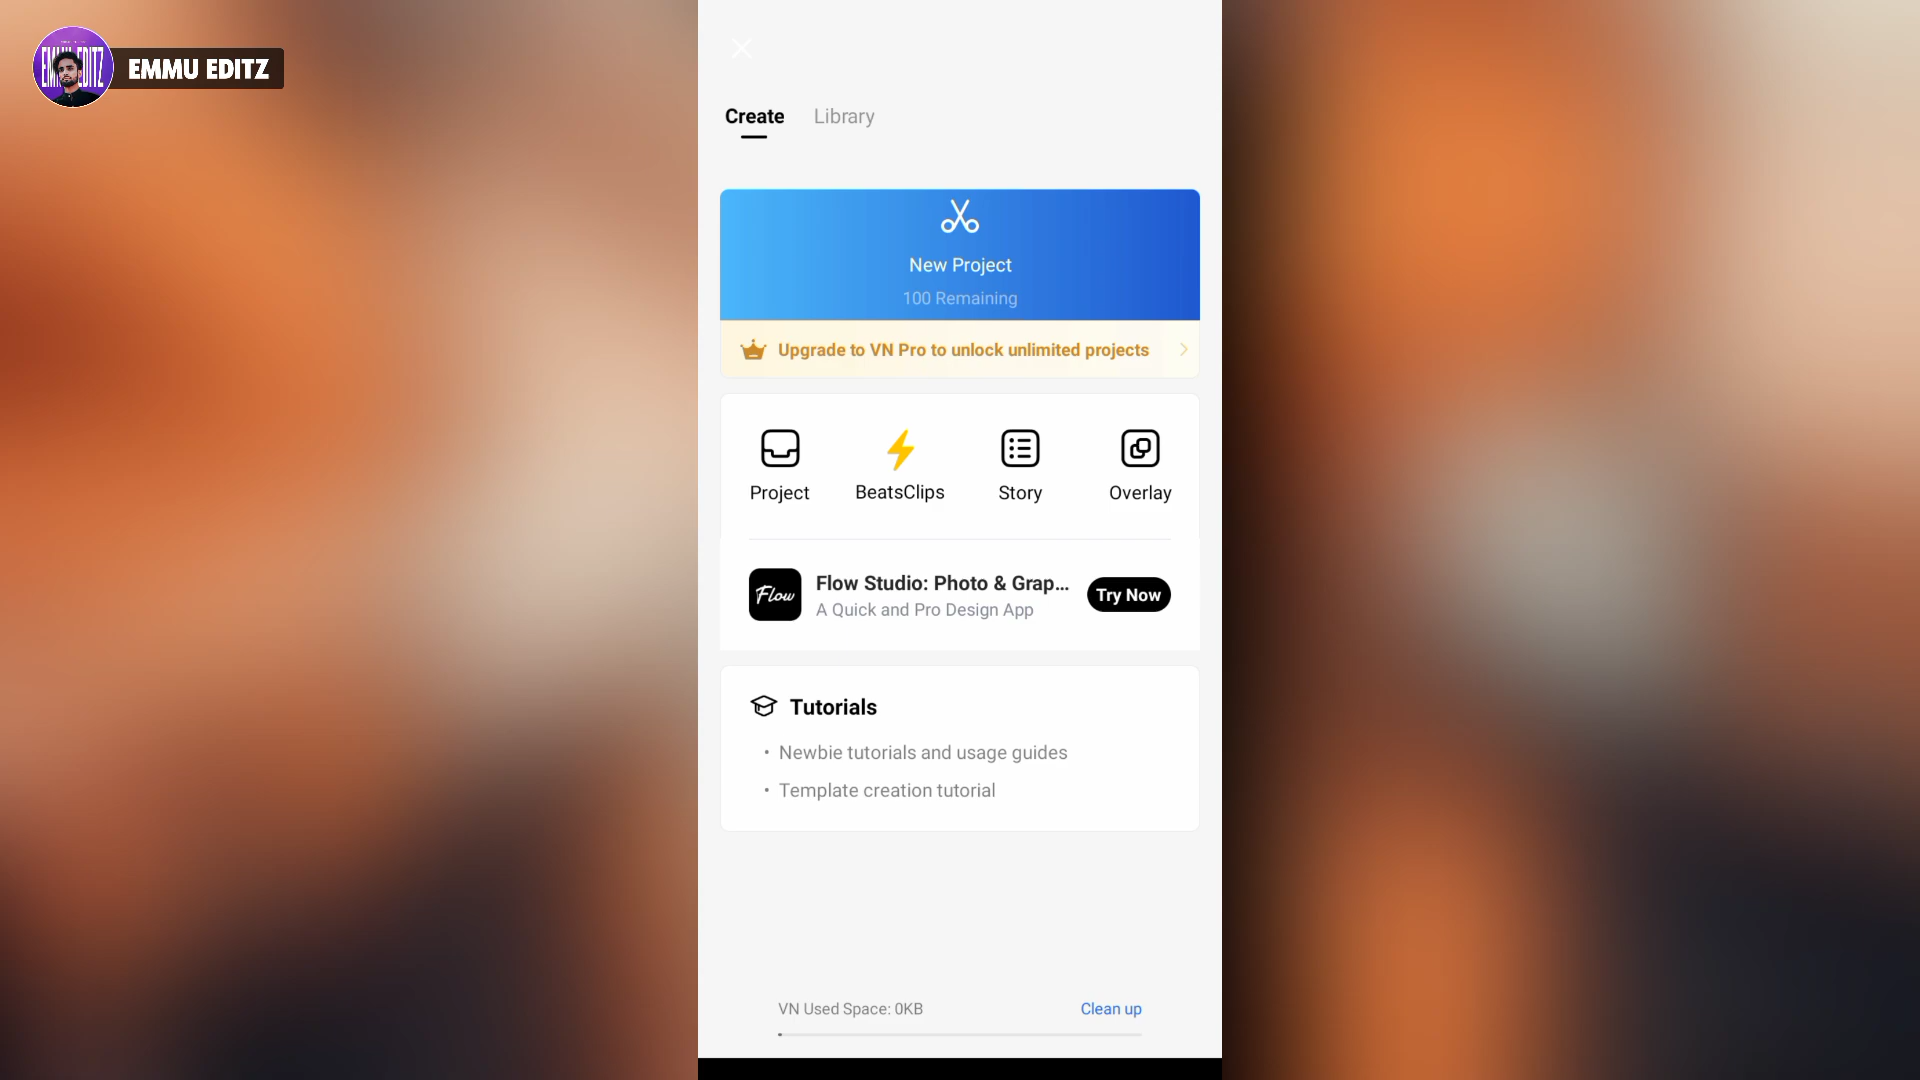 EMMU EDITZ
Create
Library
New Project
100 Remaining
Upgrade to VN Pro to unlock unlimited projects
Project
BeatsClips
Story
Overlay
Flow
Flow Studio: Photo & Grap...
A Quick and Pro Design App
Try Now
Tutorials
• Newbie tutorials and usage guides
• Template creation tutorial
VN Used Space: 0KB
Clean up